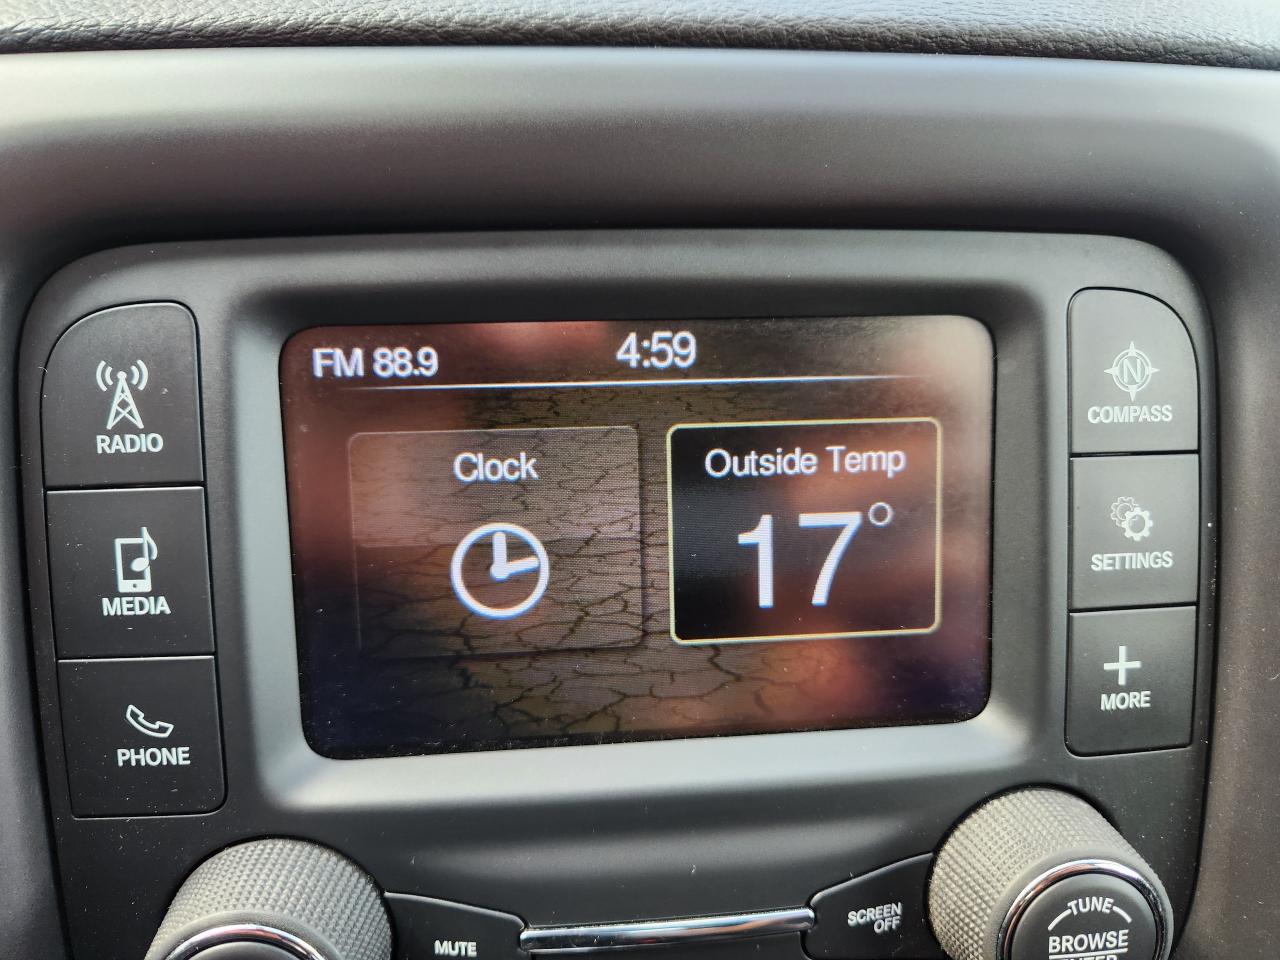 FM 88.9
4:59
Clock
Outside Temp
17°
RADIO
MEDIA
PHONE
N
COMPASS
SETTINGS
MORE
MUTE
SCREEN
OFF
TUNE
BROWSE
ENTER